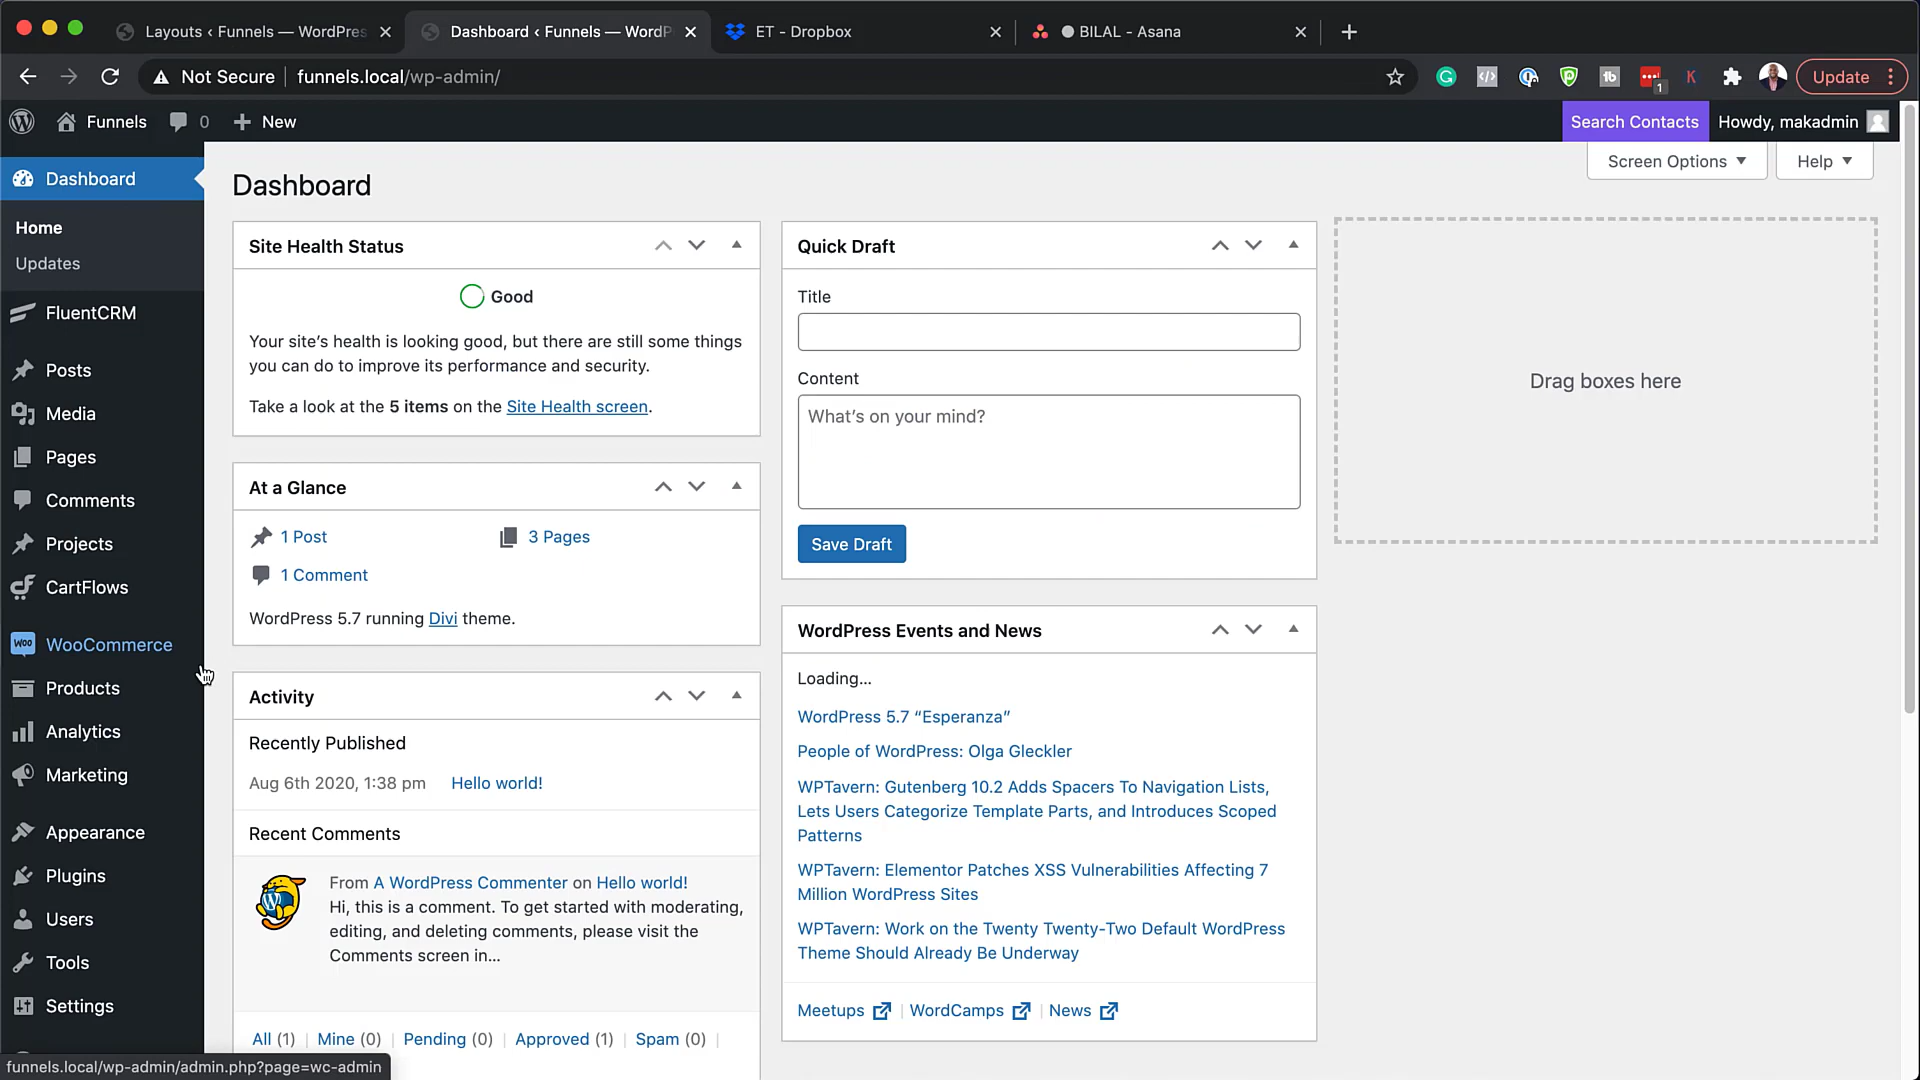 Layouts ‹ Funnels — WordPres
Dashboard ‹ Funnels — WordP
ET - Dropbox
BILAL - Asana
Not Secure
funnels.local/wp-admin/
1
Update
Funnels
0
New
Search Contacts
Howdy, makadmin
Dashboard
Home
Updates
FluentCRM
Posts
Media
Pages
Comments
Projects
CartFlows
WooCommerce
Products
Analytics
Marketing
Appearance
Plugins
Users
Tools
Settings
Screen Options
Help
Dashboard
Site Health Status
Good
Your site's health is looking good, but there are still some things
you can do to improve its performance and security.
Take a look at the 5 items on the Site Health screen.
At a Glance
1 Post
3 Pages
1 Comment
WordPress 5.7 running Divi theme.
Activity
Recently Published
Aug 6th 2020, 1:38 pm
Hello world!
Recent Comments
From A WordPress Commenter on Hello world!
Hi, this is a comment. To get started with moderating,
editing, and deleting comments, please visit the
Comments screen in...
All (1) | Mine (0) | Pending (0) | Approved (1) | Spam (0) |
Quick Draft
Title
Content
What's on your mind?
Save Draft
WordPress Events and News
Loading...
WordPress 5.7 “Esperanza”
People of WordPress: Olga Gleckler
WPTavern: Gutenberg 10.2 Adds Spacers To Navigation Lists,
Lets Users Categorize Template Parts, and Introduces Scoped
Patterns
WPTavern: Elementor Patches XSS Vulnerabilities Affecting 7
Million WordPress Sites
WPTavern: Work on the Twenty Twenty-Two Default WordPress
Theme Should Already Be Underway
Meetups | WordCamps | News
Drag boxes here
funnels.local/wp-admin/admin.php?page=wc-admin